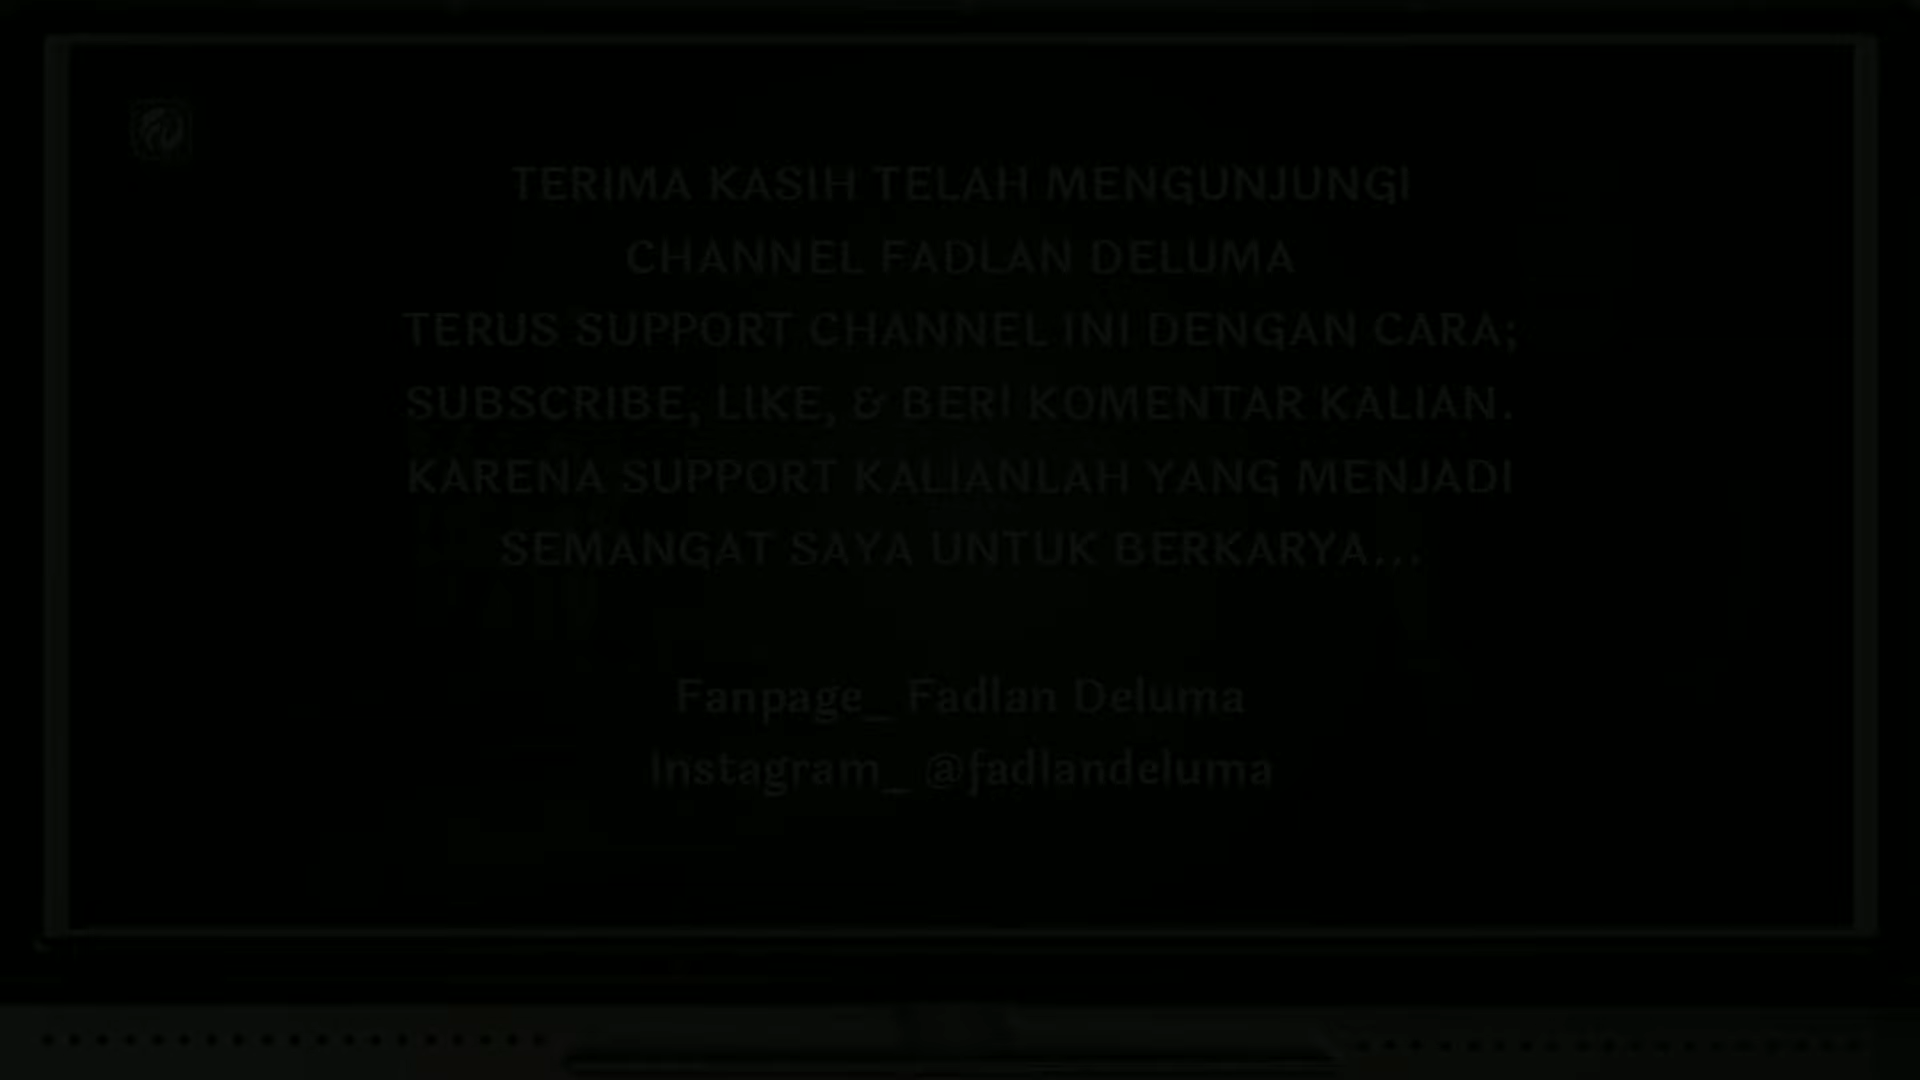 TERIMA KASIH TELAH MENGUNJUNGI
CHANNEL FADLAN DELUMA
TERUS SUPPORT CHANNEL INI DENGAN CARA;
SUBSCRIBE, LIKE, & BERI KOMENTAR KALIAN.
KARENA SUPPORT KALIANLAH YANG MENJADI
SEMANGAT SAYA UNTUK BERKARYA...
Fanpage_ Fadlan Deluma
Instagram_ @fadlandeluma